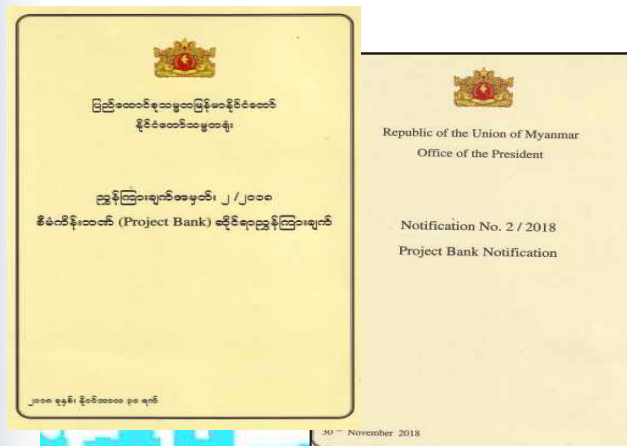 ပြည်ထောင်စုသမ္မတမြန်မာနိုင်ငံတော်
နိုင်ငံတော်သမ္မတရုံး
ညွှန်ကြားချက်အမှတ်၊ ၂ /၂၀၁၈
စီမံကိန်းဘဏ် (Project Bank) ဆိုင်ရာညွှန်ကြားချက်
၂၀၁၈ ခုနှစ်၊ နိုဝင်ဘာလ ၃၀ ရက်
Republic of the Union of Myanmar
Office of the President
Notification No. 2 / 2018
Project Bank Notification
30 th November 2018